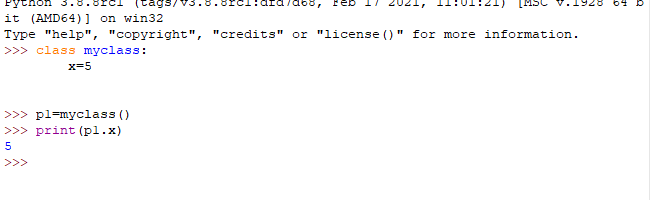 Python 3.8.8rc1 (tags/v3.8.8rc1:dfd7d68, Feb 17 2021, 11:01:21) [MSC v.1928 64 b
it (AMD64)] on win32
Type "help", "copyright", "credits" or "license()" for more information.
>>> class myclass:
        x=5
>>> p1=myclass()
>>> print(p1.x)
5
>>>